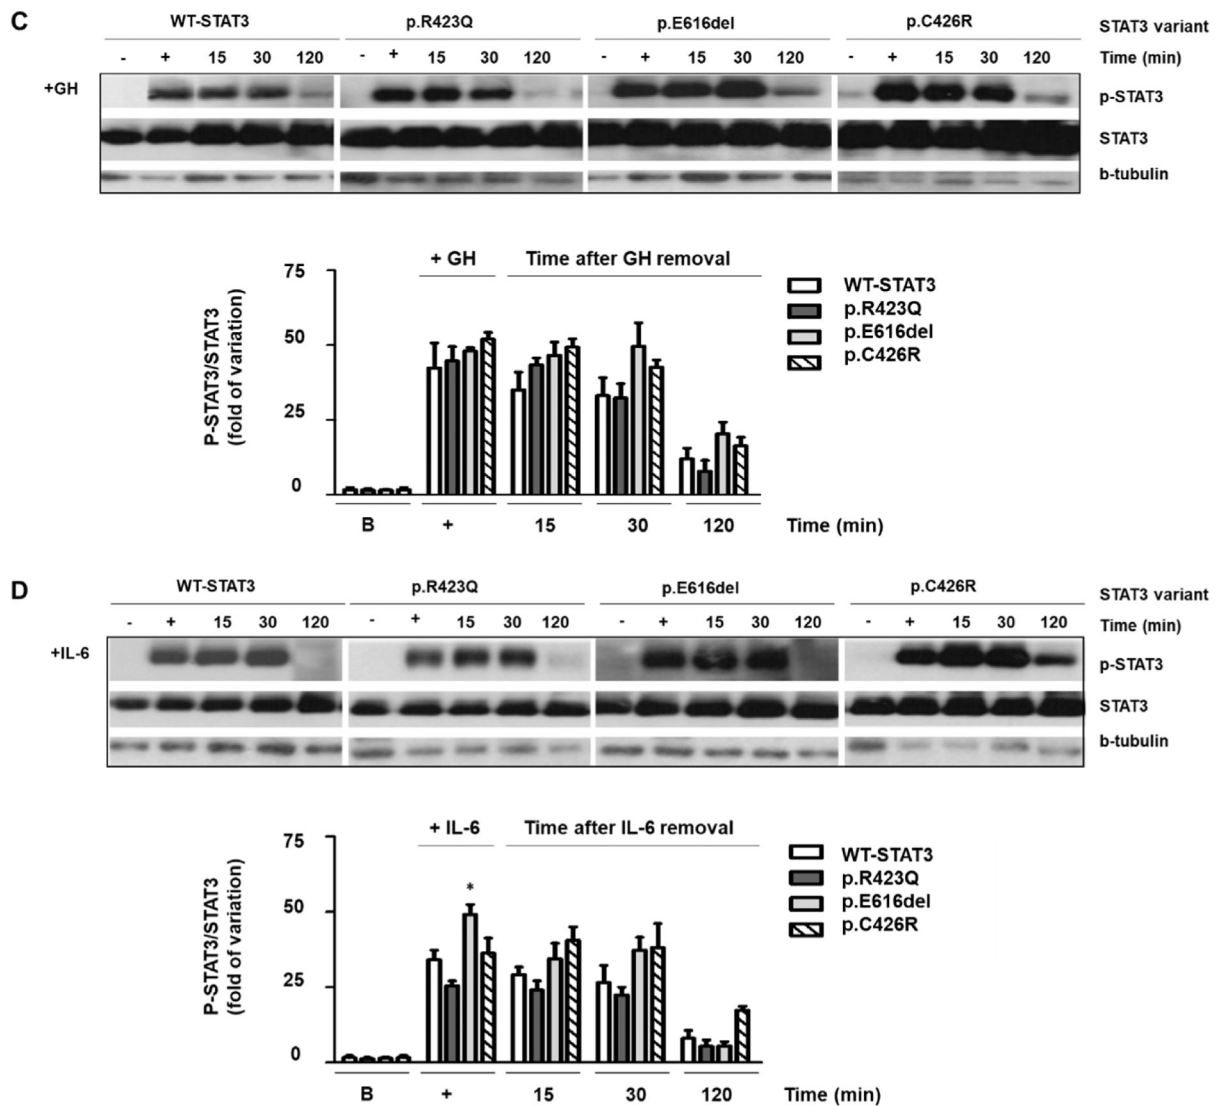 C
WT-STAT3 p.R423Q p.E616del p.C426R STAT3 variant
- + 15 30 120 - + 15 30 120 - + 15 30 120 - + 15 30 120 Time (min)
+GH p-STAT3
STAT3
b-tubulin
+ GH Time after GH removal
P-STAT3/STAT3
(fold of variation)
75
50
25
0
WT-STAT3
p.R423Q
p.E616del
p.C426R
B + 15 30 120 Time (min)
D
WT-STAT3 p.R423Q p.E616del p.C426R STAT3 variant
- + 15 30 120 - + 15 30 120 - + 15 30 120 - + 15 30 120 Time (min)
+IL-6 p-STAT3
STAT3
b-tubulin
+ IL-6 Time after IL-6 removal
P-STAT3/STAT3
(fold of variation)
75
50
25
0
*
WT-STAT3
p.R423Q
p.E616del
p.C426R
B + 15 30 120 Time (min)